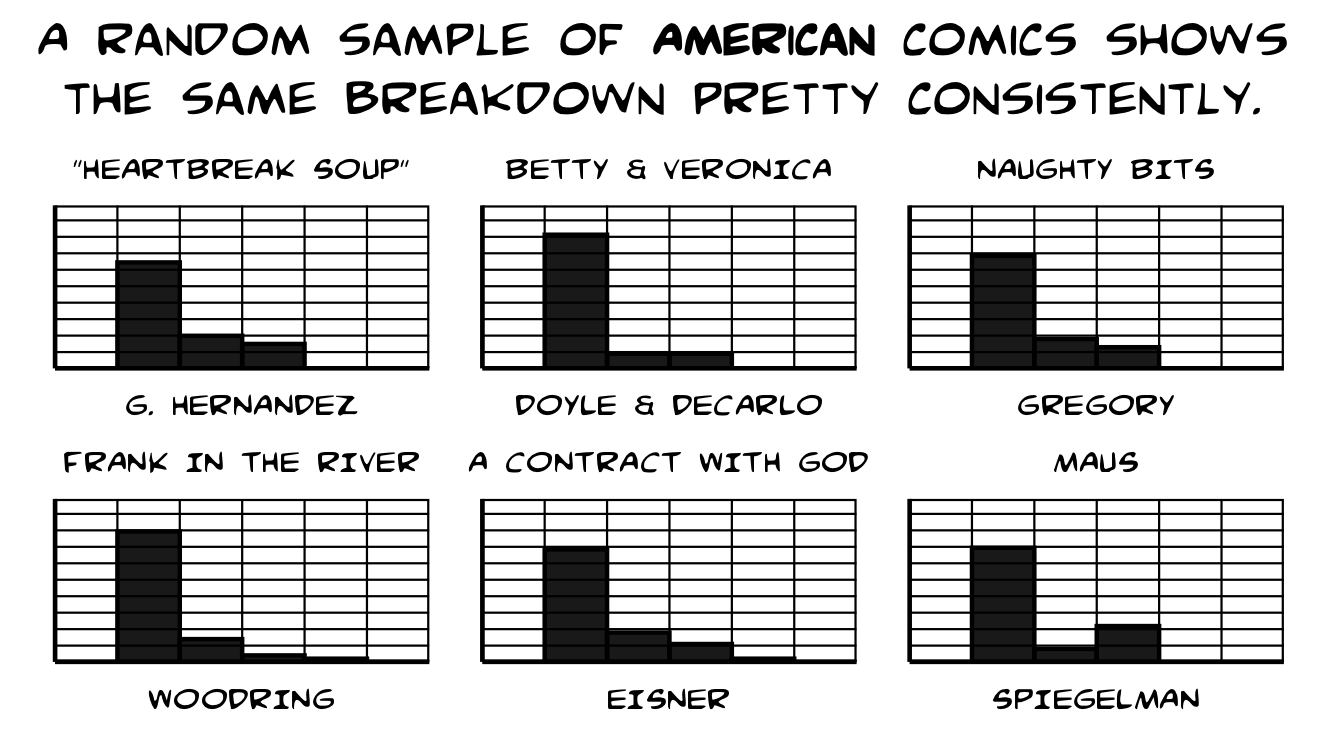 A RANDOM SAMPLE OF AMERICAN COMICS SHOWS
THE SAME BREAKDOWN PRETTY CONSISTENTLY.
"HEARTBREAK SOUP"
BETTY & VERONICA
NAUGHTY BITS
G. HERNANDEZ
DOYLE & DECARLO
GREGORY
FRANK IN THE RIVER
A CONTRACT WITH GOD
MAUS
WOODRING
EISNER
SPIEGELMAN